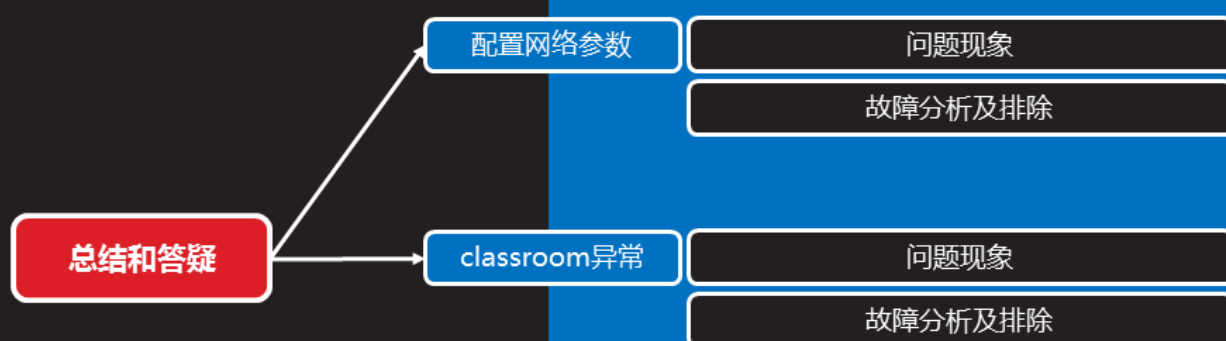 配置网络参数
问题现象
故障分析及排除
总结和答疑
classroom异常
问题现象
故障分析及排除